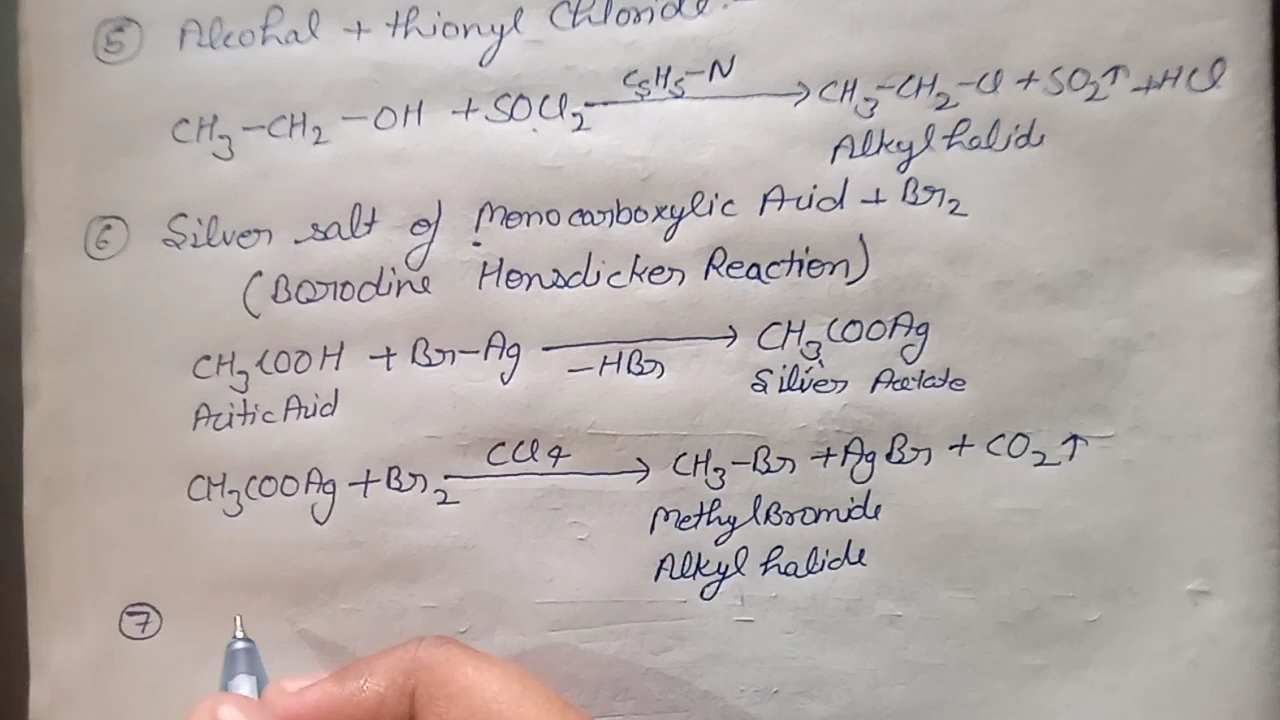 ⑤ Alcohal + thionyl Chloride.
CH₃-CH₂-OH + SOCl₂ C₅H₅-N → CH₃-CH₂-Cl + SO₂↑ + HCl
Alkyl halide
⑥ Silver salt of Monocarboxylic Acid + Br₂
(Borodine Honsdicker Reaction)
CH₃COOH + Br-Ag -HBr → CH₃COOAg
Acitic Acid Silver Acetate
CH₃COOAg + Br₂ CCl₄ → CH₃-Br + AgBr + CO₂↑
Methyl Bromide
Alkyl halide
⑦